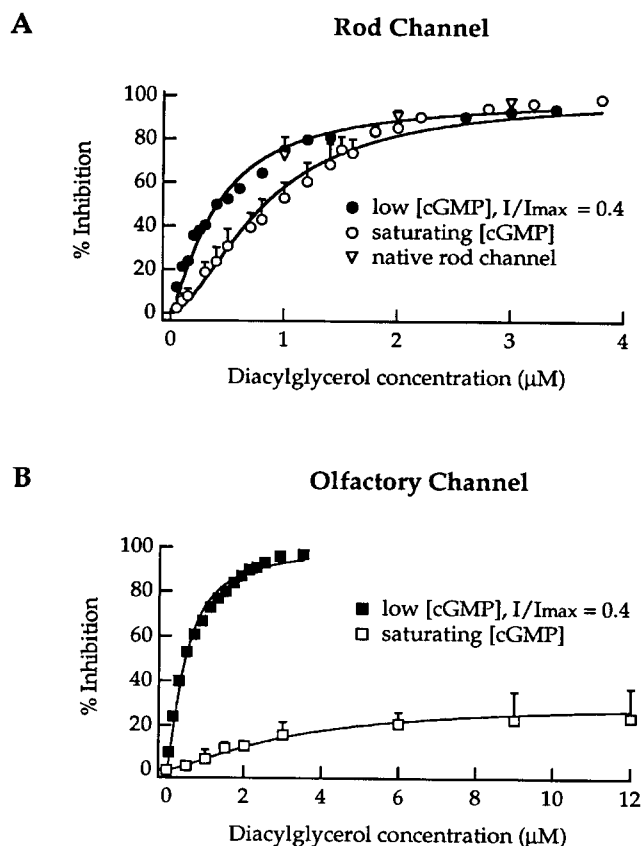 A
Rod Channel
100
80
60
40
20
0
% Inhibition
low [cGMP], I/Imax = 0.4
saturating [cGMP]
native rod channel
0 1 2 3 4
Diacylglycerol concentration (μM)
B
Olfactory Channel
100
80
60
40
20
0
% Inhibition
low [cGMP], I/Imax = 0.4
saturating [cGMP]
0 2 4 6 8 10 12
Diacylglycerol concentration (μM)